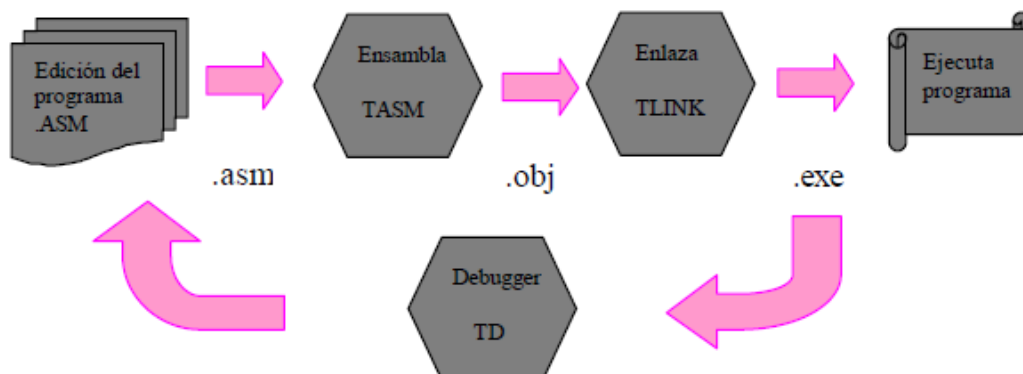 Edición del
programa
.ASM
Ensambla
TASM
Enlaza
TLINK
Ejecuta
programa
.asm
.obj
.exe
Debugger
TD